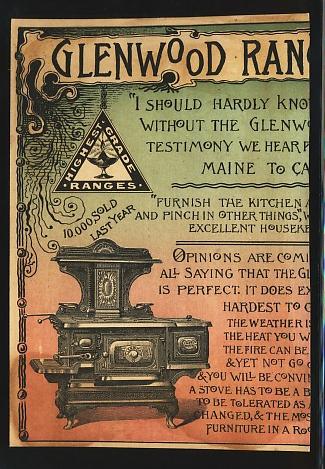 GLENWOOD RAN
"I SHOULD HARDLY KNO
WITHOUT THE GLENWO
TESTIMONY WE HEAR F
MAINE TO CA
HIGHEST GRADE
RANGES.
10,000 SOLD
LAST YEAR
"FURNISH THE KITCHEN
AND PINCH IN OTHER THINGS,"
EXCELLENT HOUSEKE
OPINIONS ARE COMI
ALL SAYING THAT THE GL
IS PERFECT. IT DOES EX
HARDEST TO
THE WEATHER IS
THE HEAT YOU W
THE FIRE CAN BE
& YET NOT GO
& YOU WILL BE CONVIN
A STOVE HAS TO BE A B
TO BE TOLERATED AS
CHANGED, & THE MOS
FURNITURE IN A RO